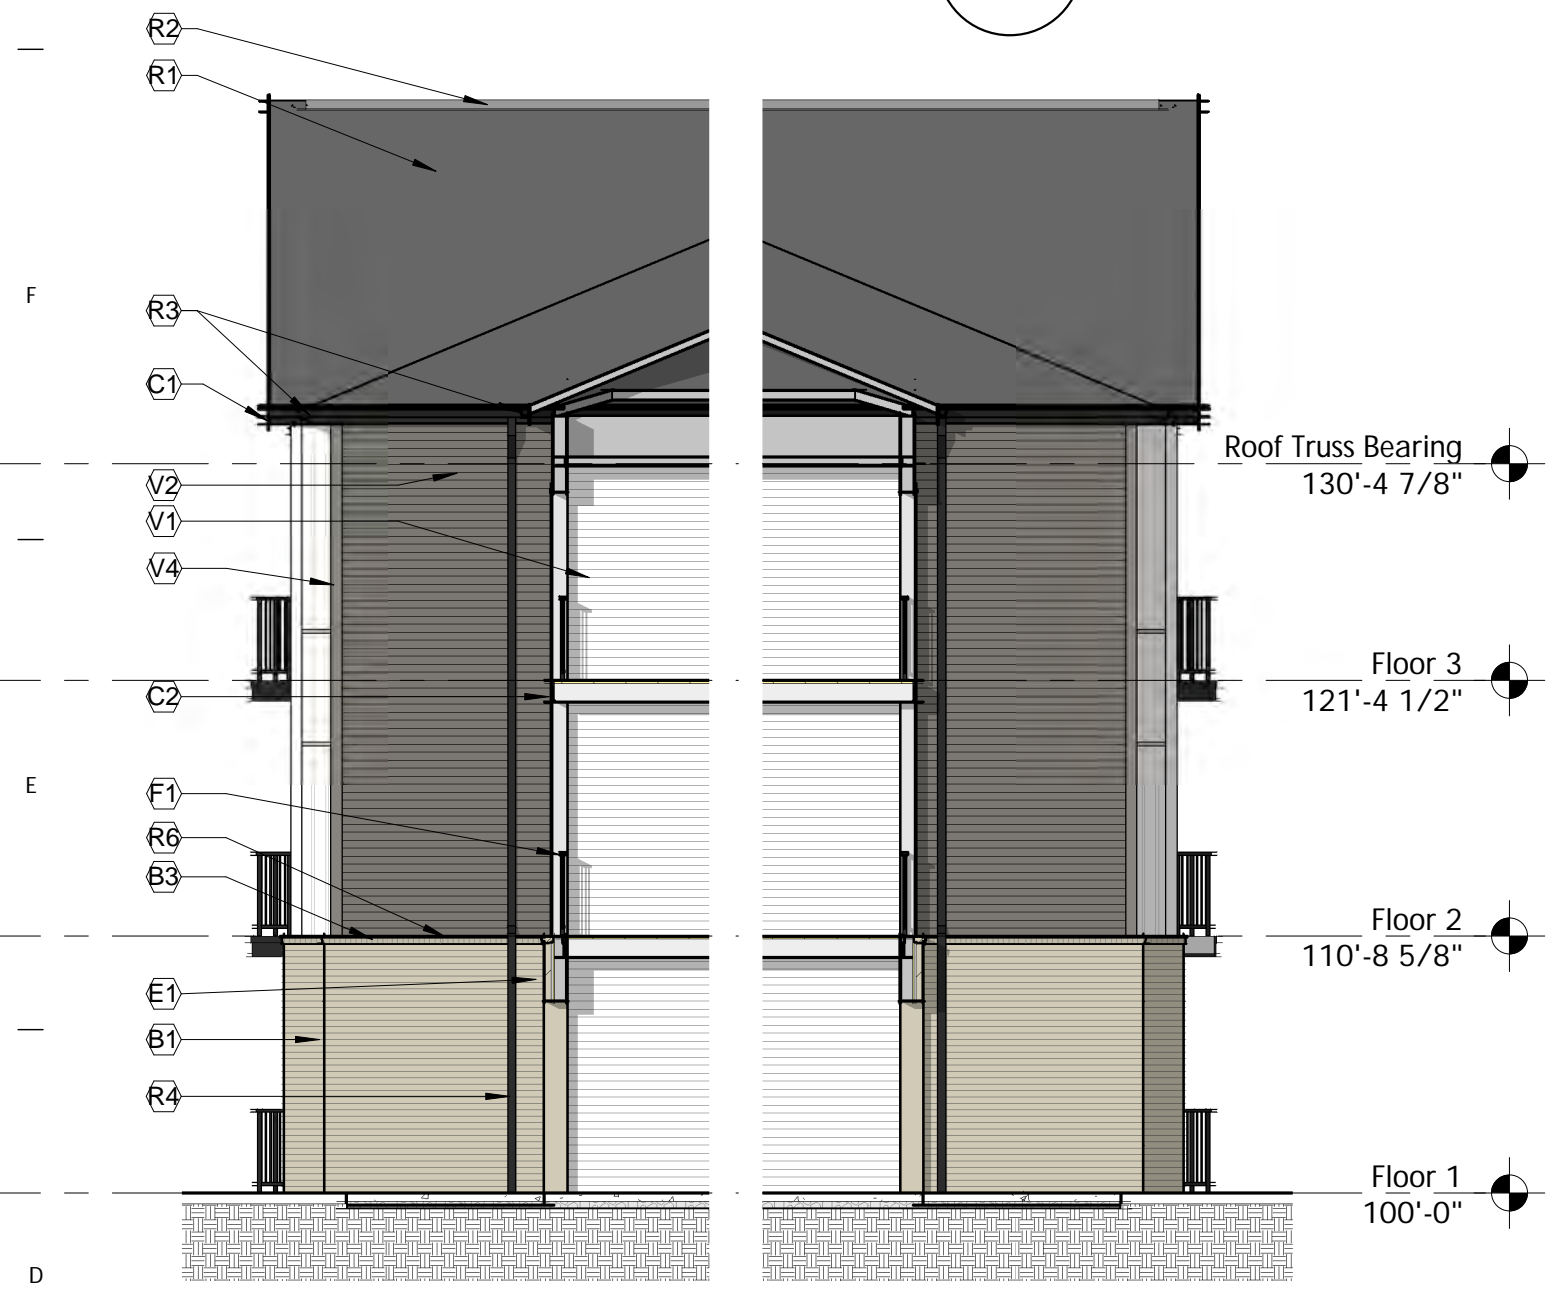 R2
R1
F
R3
C1
Roof Truss Bearing
130'-4 7/8"
V2
V1
V4
Floor 3
121'-4 1/2"
C2
E
F1
R6
B3
Floor 2
110'-8 5/8"
E1
B1
R4
Floor 1
100'-0"
D